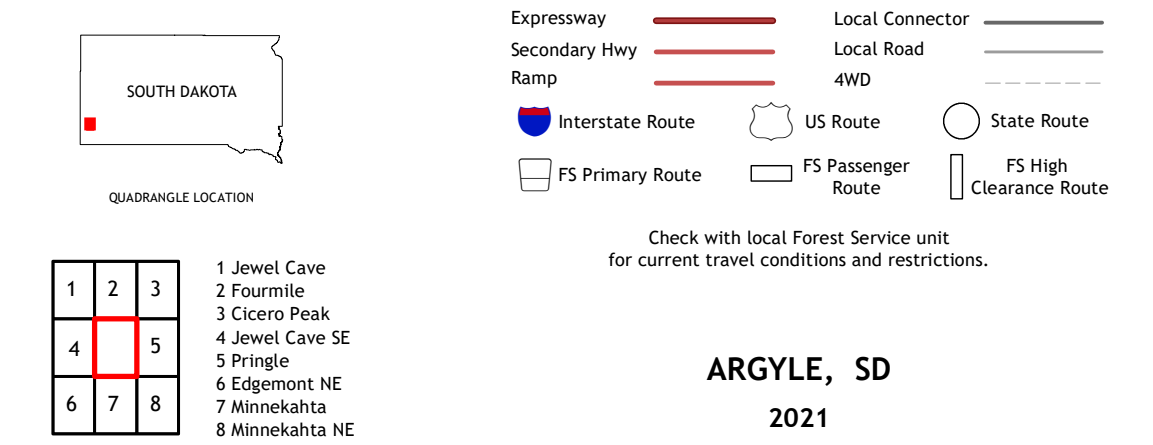 SOUTH DAKOTA
QUADRANGLE LOCATION
1 2 3
4 5
6 7 8
1 Jewel Cave
2 Fourmile
3 Cicero Peak
4 Jewel Cave SE
5 Pringle
6 Edgemont NE
7 Minnekahta
8 Minnekahta NE
Expressway
Secondary Hwy
Ramp
Local Connector
Local Road
4WD
Interstate Route
US Route
State Route
FS Primary Route
FS Passenger
Route
FS High
Clearance Route
Check with local Forest Service unit
for current travel conditions and restrictions.
ARGYLE, SD
2021